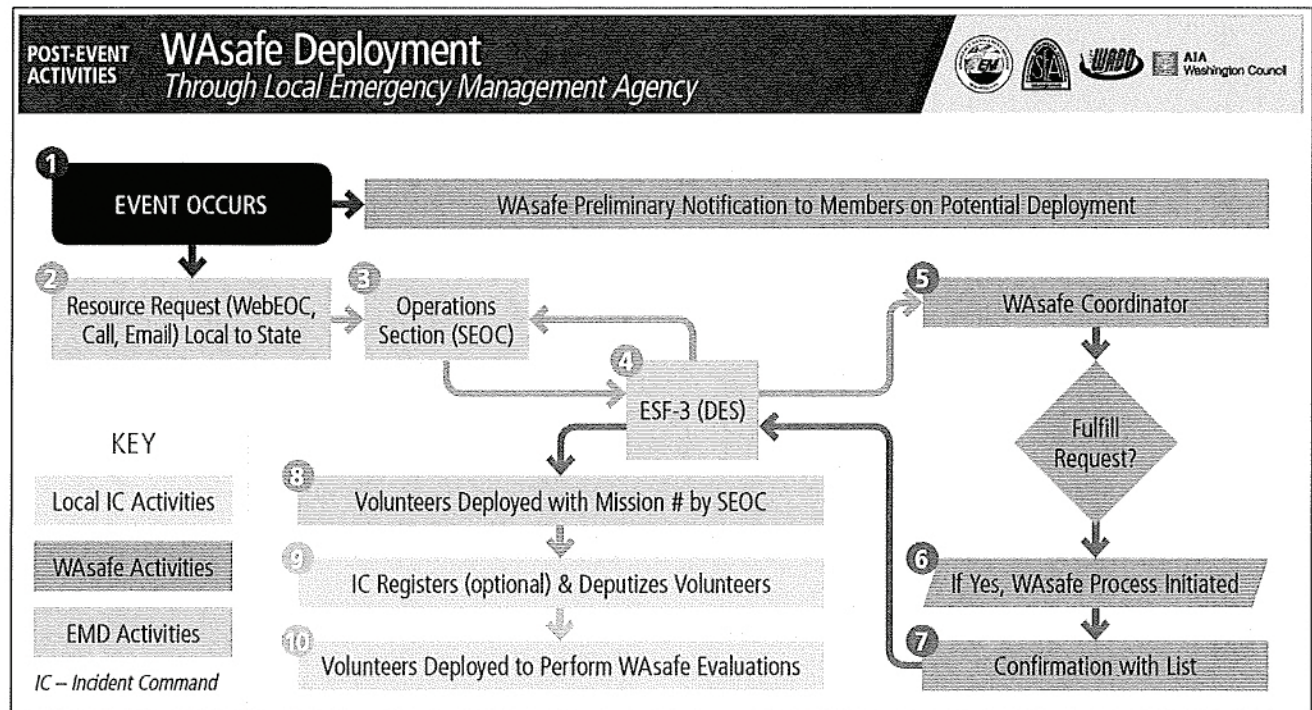 POST-EVENT
ACTIVITIES
WAsafe Deployment
Through Local Emergency Management Agency
EM
WABO
AIA
Washington Council
1
EVENT OCCURS
WAsafe Preliminary Notification to Members on Potential Deployment
2
Resource Request (WebEOC,
Call, Email) Local to State
3
Operations
Section (SEOC)
4
ESF-3 (DES)
5
WAsafe Coordinator
Fulfill
Request?
6
If Yes, WAsafe Process Initiated
7
Confirmation with List
8
Volunteers Deployed with Mission # by SEOC
9
IC Registers (optional) & Deputizes Volunteers
10
Volunteers Deployed to Perform WAsafe Evaluations
KEY
Local IC Activities
WAsafe Activities
EMD Activities
IC – Incident Command